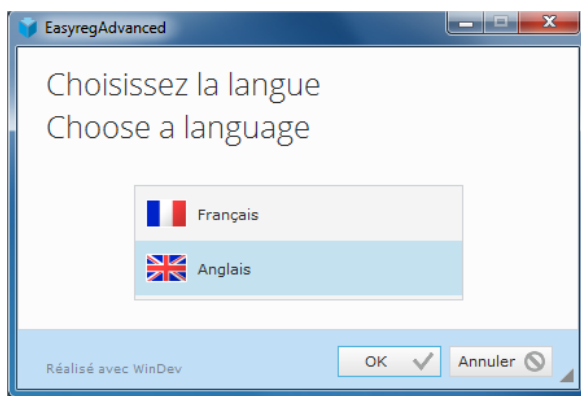 EasyregAdvanced
Choisissez la langue
Choose a language
Français
Anglais
OK
Annuler
Réalisé avec WinDev